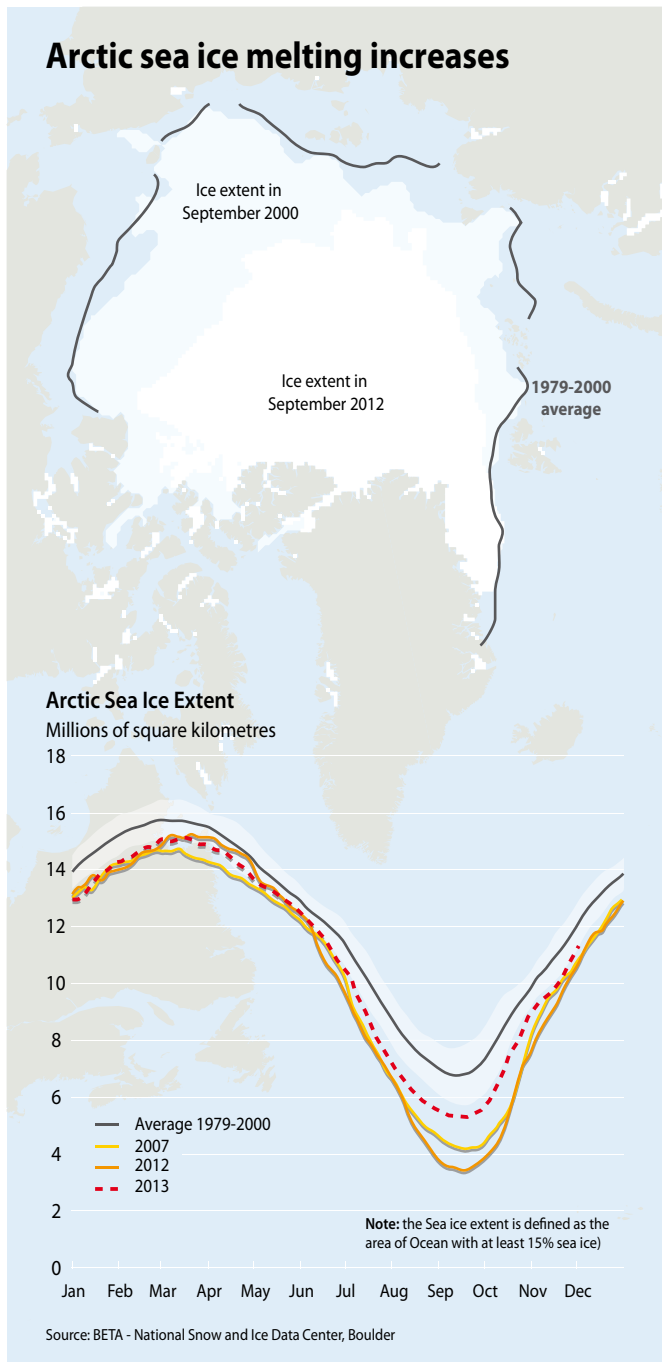 Arctic sea ice melting increases
Ice extent in
September 2000
Ice extent in
September 2012
1979-2000
average
Arctic Sea Ice Extent
Millions of square kilometres
18
16
14
12
10
8
6
4
2
0
Average 1979-2000
2007
2012
2013
Note: the Sea ice extent is defined as the
area of Ocean with at least 15% sea ice)
Jan Feb Mar Apr May Jun Jul Aug Sep Oct Nov Dec
Source: BETA - National Snow and Ice Data Center, Boulder